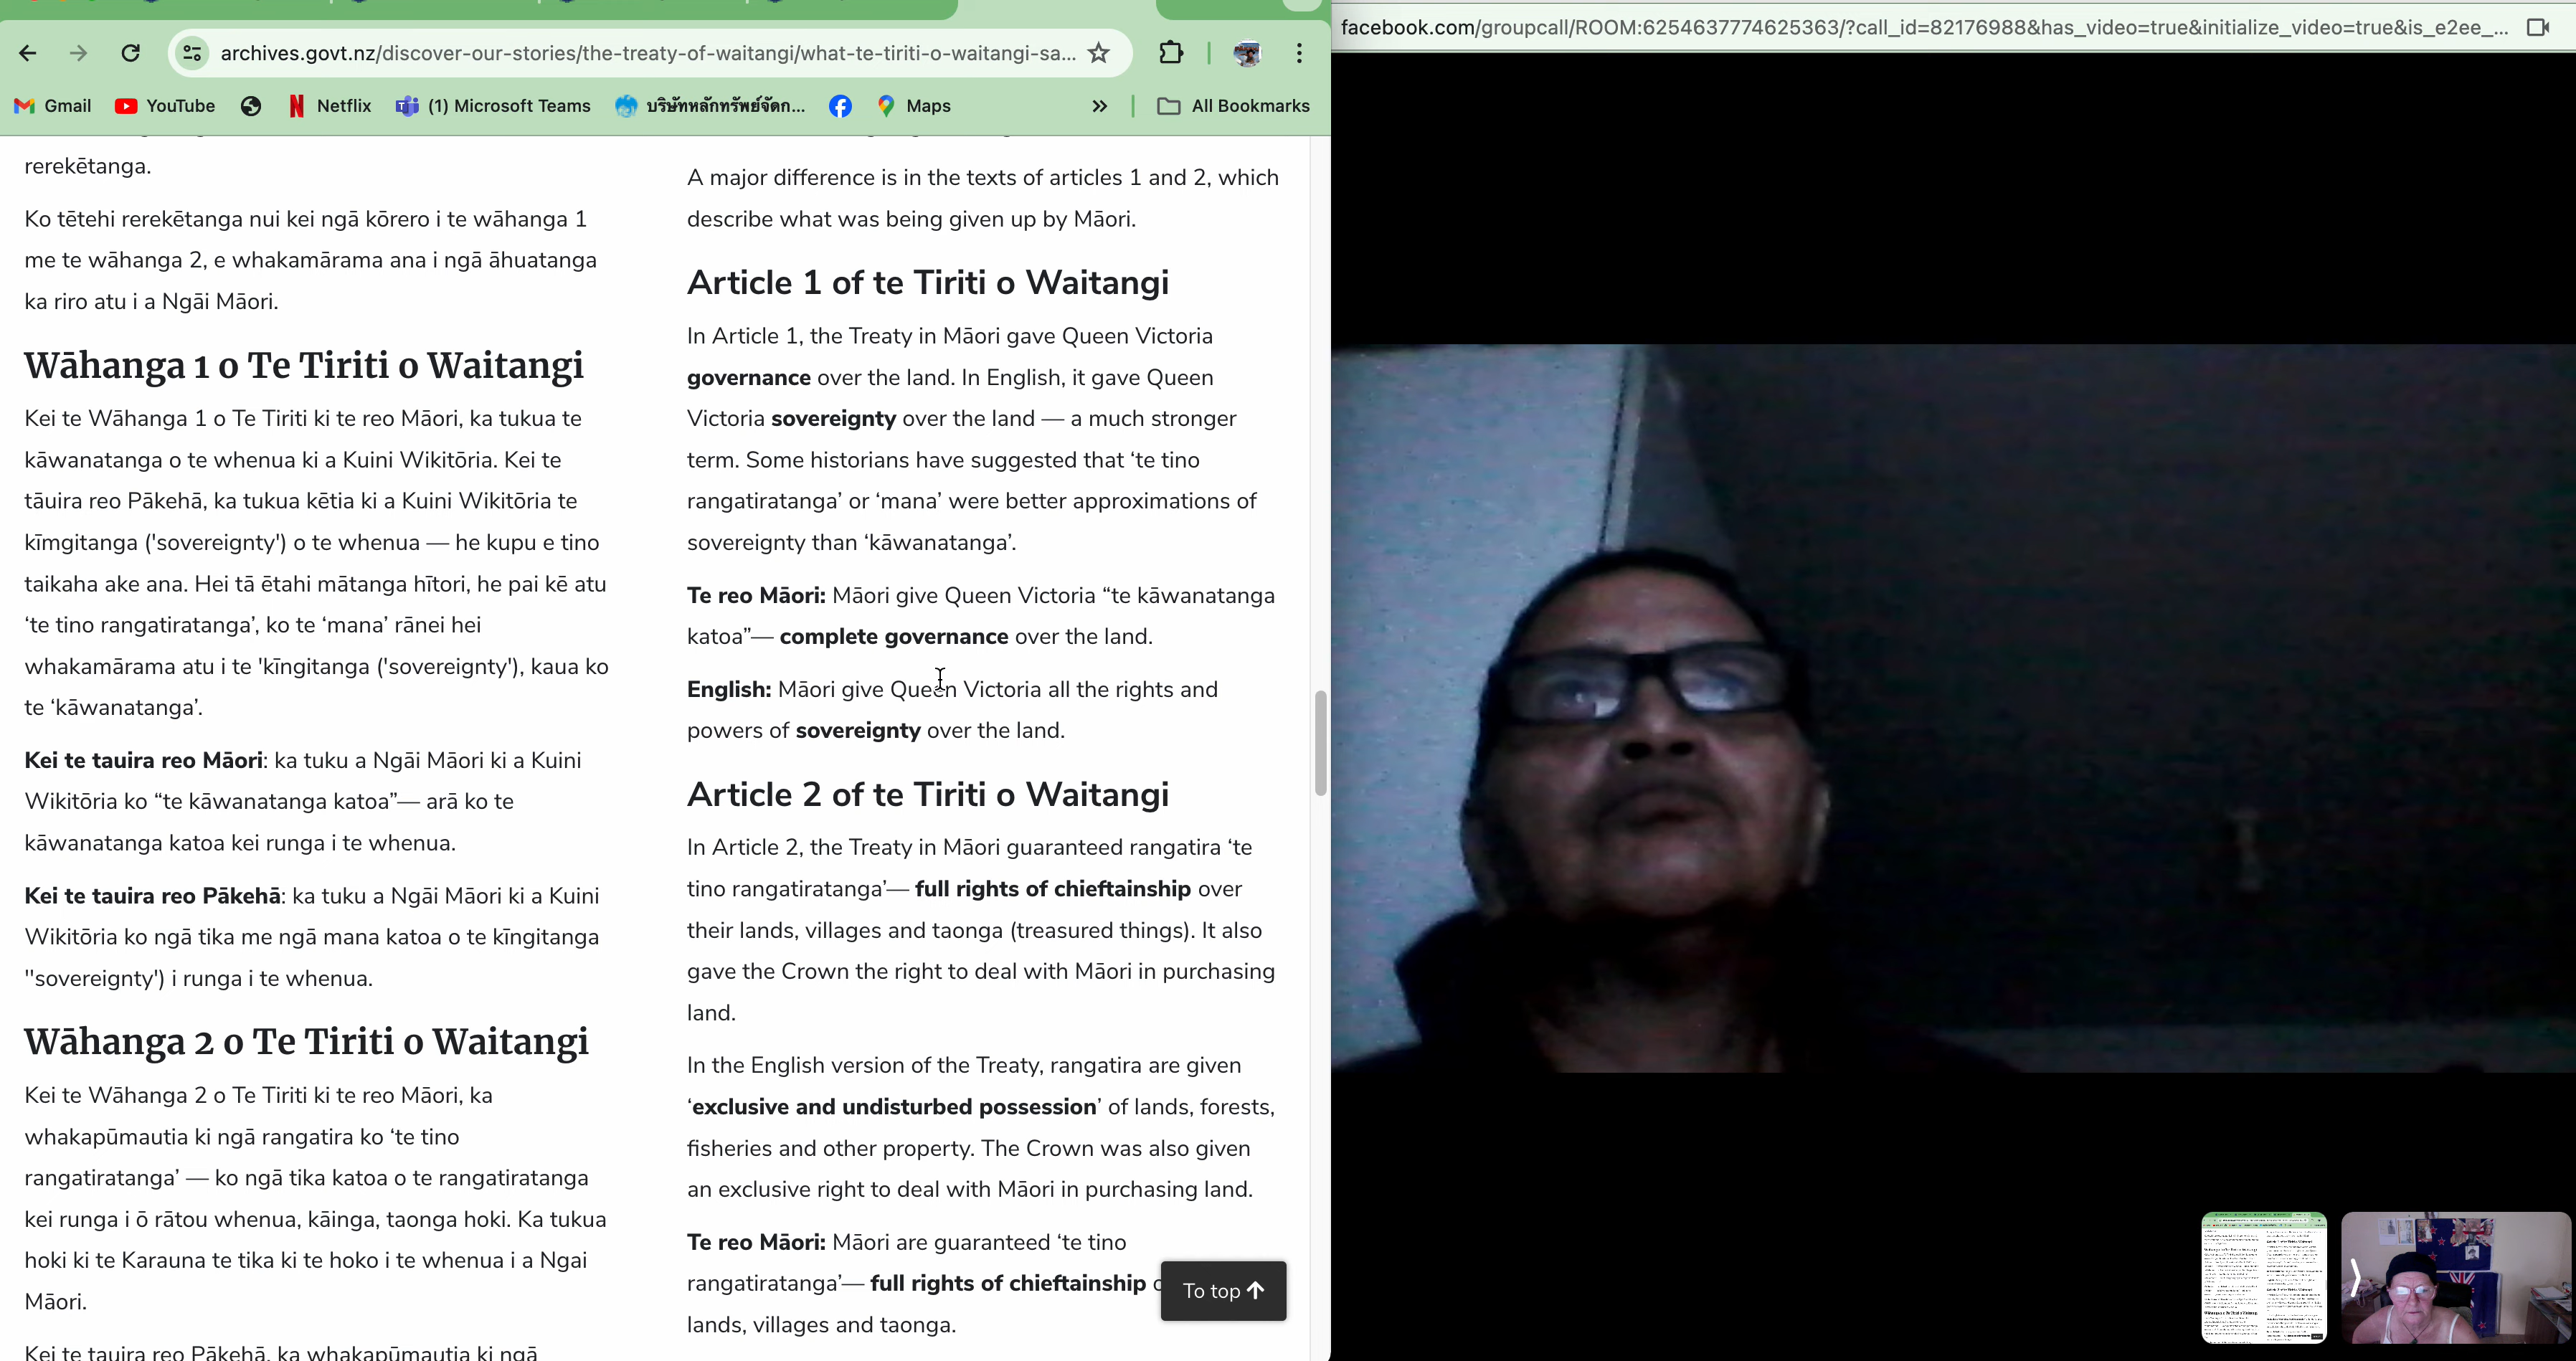 archives.govt.nz/discover-our-stories/the-treaty-of-waitangi/what-te-tiriti-o-waitangi-sa...
Gmail YouTube Netflix (1) Microsoft Teams บริษัทหลักทรัพย์จัดก... Maps » All Bookmarks
rerekētanga.
Ko tētehi rerekētanga nui kei ngā kōrero i te wāhanga 1
me te wāhanga 2, e whakamārama ana i ngā āhuatanga
ka riro atu i a Ngāi Māori.
Wāhanga 1 o Te Tiriti o Waitangi
Kei te Wāhanga 1 o Te Tiriti ki te reo Māori, ka tukua te
kāwanatanga o te whenua ki a Kuini Wikitōria. Kei te
tāuira reo Pākehā, ka tukua kētia ki a Kuini Wikitōria te
kīmgitanga ('sovereignty') o te whenua — he kupu e tino
taikaha ake ana. Hei tā ētahi mātanga hītori, he pai kē atu
‘te tino rangatiratanga’, ko te ‘mana’ rānei hei
whakamārama atu i te 'kīngitanga ('sovereignty'), kaua ko
te ‘kāwanatanga’.
Kei te tauira reo Māori: ka tuku a Ngāi Māori ki a Kuini
Wikitōria ko “te kāwanatanga katoa”— arā ko te
kāwanatanga katoa kei runga i te whenua.
Kei te tauira reo Pākehā: ka tuku a Ngāi Māori ki a Kuini
Wikitōria ko ngā tika me ngā mana katoa o te kīngitanga
''sovereignty') i runga i te whenua.
Wāhanga 2 o Te Tiriti o Waitangi
Kei te Wāhanga 2 o Te Tiriti ki te reo Māori, ka
whakapūmautia ki ngā rangatira ko ‘te tino
rangatiratanga’ — ko ngā tika katoa o te rangatiratanga
kei runga i ō rātou whenua, kāinga, taonga hoki. Ka tukua
hoki ki te Karauna te tika ki te hoko i te whenua i a Ngai
Māori.
Kei te tauira reo Pākehā, ka whakapūmautia ki ngā
A major difference is in the texts of articles 1 and 2, which
describe what was being given up by Māori.
Article 1 of te Tiriti o Waitangi
In Article 1, the Treaty in Māori gave Queen Victoria
governance over the land. In English, it gave Queen
Victoria sovereignty over the land — a much stronger
term. Some historians have suggested that ‘te tino
rangatiratanga’ or ‘mana’ were better approximations of
sovereignty than ‘kāwanatanga’.
Te reo Māori: Māori give Queen Victoria “te kāwanatanga
katoa”— complete governance over the land.
English: Māori give Queen Victoria all the rights and
powers of sovereignty over the land.
Article 2 of te Tiriti o Waitangi
In Article 2, the Treaty in Māori guaranteed rangatira ‘te
tino rangatiratanga’— full rights of chieftainship over
their lands, villages and taonga (treasured things). It also
gave the Crown the right to deal with Māori in purchasing
land.
In the English version of the Treaty, rangatira are given
‘exclusive and undisturbed possession’ of lands, forests,
fisheries and other property. The Crown was also given
an exclusive right to deal with Māori in purchasing land.
Te reo Māori: Māori are guaranteed ‘te tino
rangatiratanga’— full rights of chieftainship
lands, villages and taonga.
To top
facebook.com/groupcall/ROOM:6254637774625363/?call_id=82176988&has_video=true&initialize_video=true&is_e2ee_...